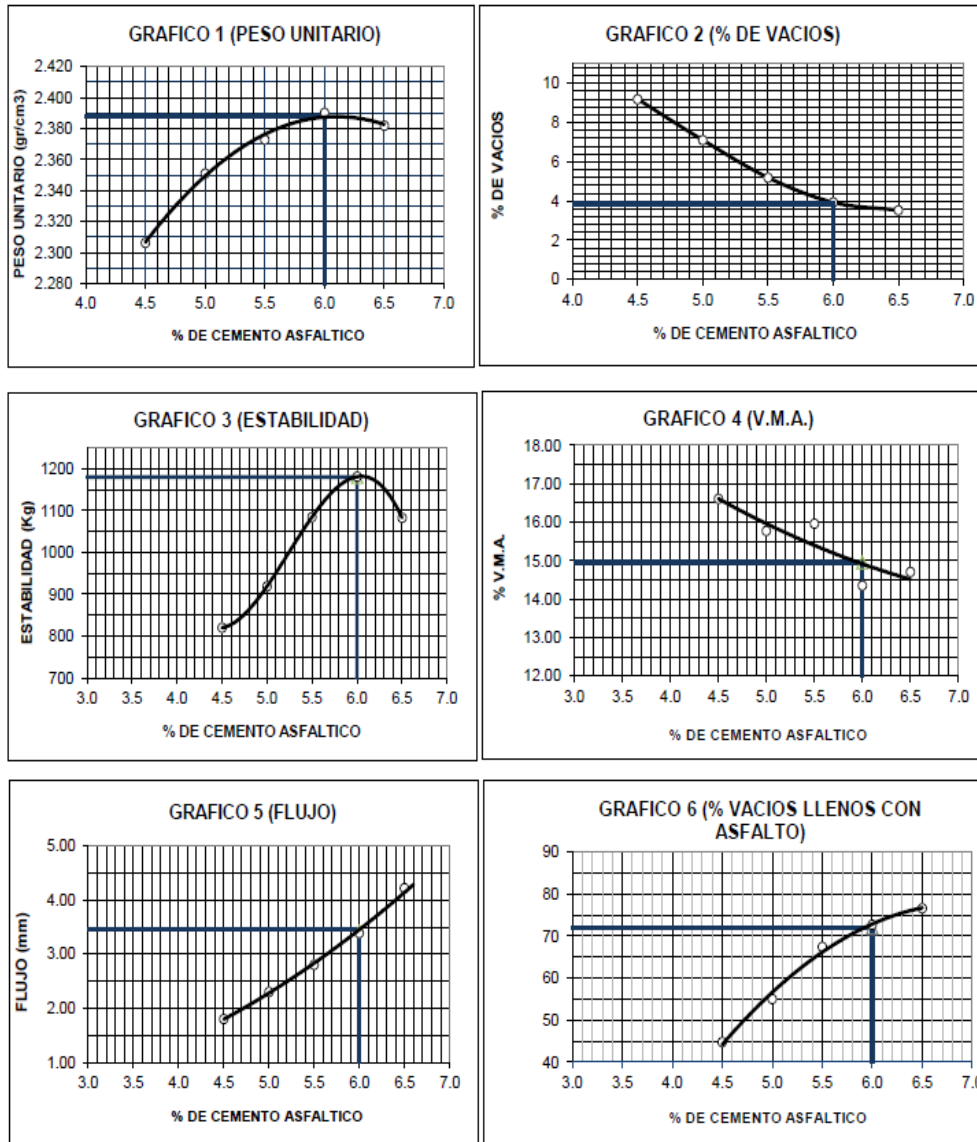 GRAFICO 1 (PESO UNITARIO)
PESO UNITARIO (gr/cm3)
2.420
2.400
2.380
2.360
2.340
2.320
2.300
2.280
4.0 4.5 5.0 5.5 6.0 6.5 7.0
% DE CEMENTO ASFALTICO
GRAFICO 2 (% DE VACIOS)
% DE VACIOS
10
8
6
4
2
0
4.0 4.5 5.0 5.5 6.0 6.5 7.0
% DE CEMENTO ASFALTICO
GRAFICO 3 (ESTABILIDAD)
ESTABILIDAD (Kg)
1200
1100
1000
900
800
700
3.0 3.5 4.0 4.5 5.0 5.5 6.0 6.5 7.0
% DE CEMENTO ASFALTICO
GRAFICO 4 (V.M.A.)
% V.M.A.
18.00
17.00
16.00
15.00
14.00
13.00
12.00
3.0 3.5 4.0 4.5 5.0 5.5 6.0 6.5 7.0
% DE CEMENTO ASFALTICO
GRAFICO 5 (FLUJO)
FLUJO (mm)
5.00
4.00
3.00
2.00
1.00
3.0 3.5 4.0 4.5 5.0 5.5 6.0 6.5 7.0
% DE CEMENTO ASFALTICO
GRAFICO 6 (% VACIOS LLENOS CON
ASFALTO)
90
80
70
60
50
40
3.0 3.5 4.0 4.5 5.0 5.5 6.0 6.5 7.0
% DE CEMENTO ASFALTICO